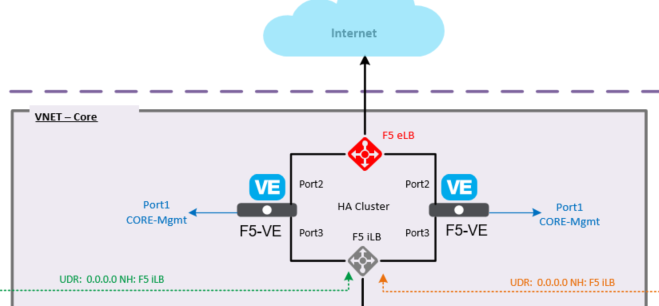 Internet
VNET – Core
F5 eLB
VE
VE
Port2
Port2
Port1
CORE-Mgmt
HA Cluster
Port1
CORE-Mgmt
F5-VE
F5-VE
Port3
F5 iLB
Port3
UDR: 0.0.0.0 NH: F5 iLB
UDR: 0.0.0.0 NH: F5 iLB